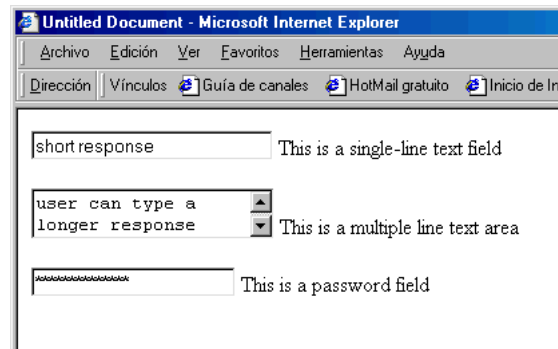 Untitled Document - Microsoft Internet Explorer
Archivo Edición Ver Favoritos Herramientas Ayuda
Dirección Vínculos Guía de canales HotMail gratuito Inicio de In
short response This is a single-line text field
user can type a
longer response This is a multiple line text area
************** This is a password field